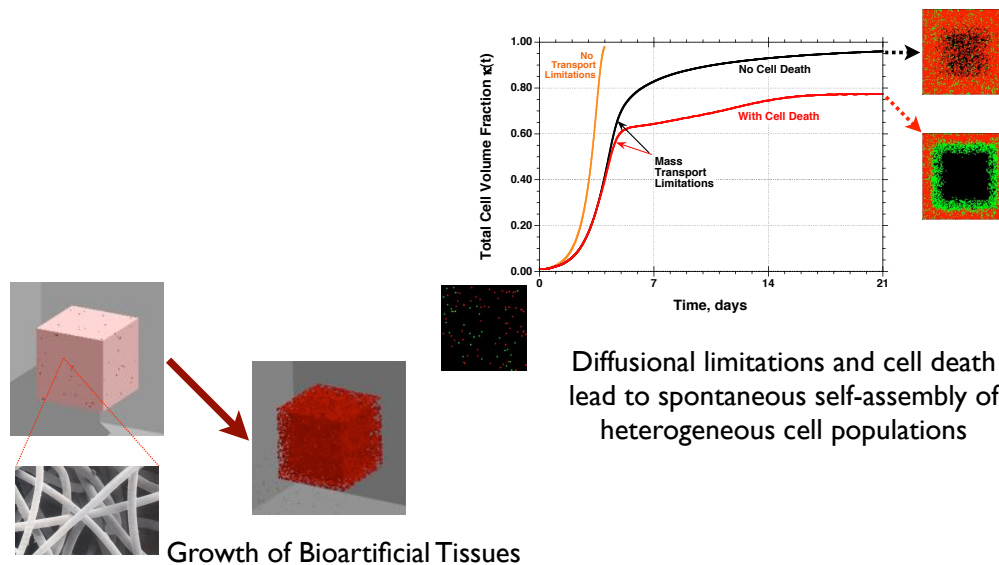 1.00
0.80
0.60
0.40
0.20
0.00
Total Cell Volume Fraction κ(t)
No
Transport
Limitations
No Cell Death
With Cell Death
Mass
Transport
Limitations
0
7
14
21
Time, days
Diffusional limitations and cell death
lead to spontaneous self-assembly of
heterogeneous cell populations
Growth of Bioartificial Tissues